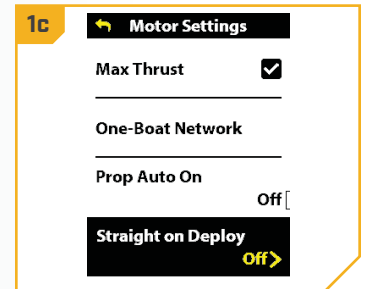 1c
Motor Settings
Max Thrust
One-Boat Network
Prop Auto On
Off
Straight on Deploy
Off